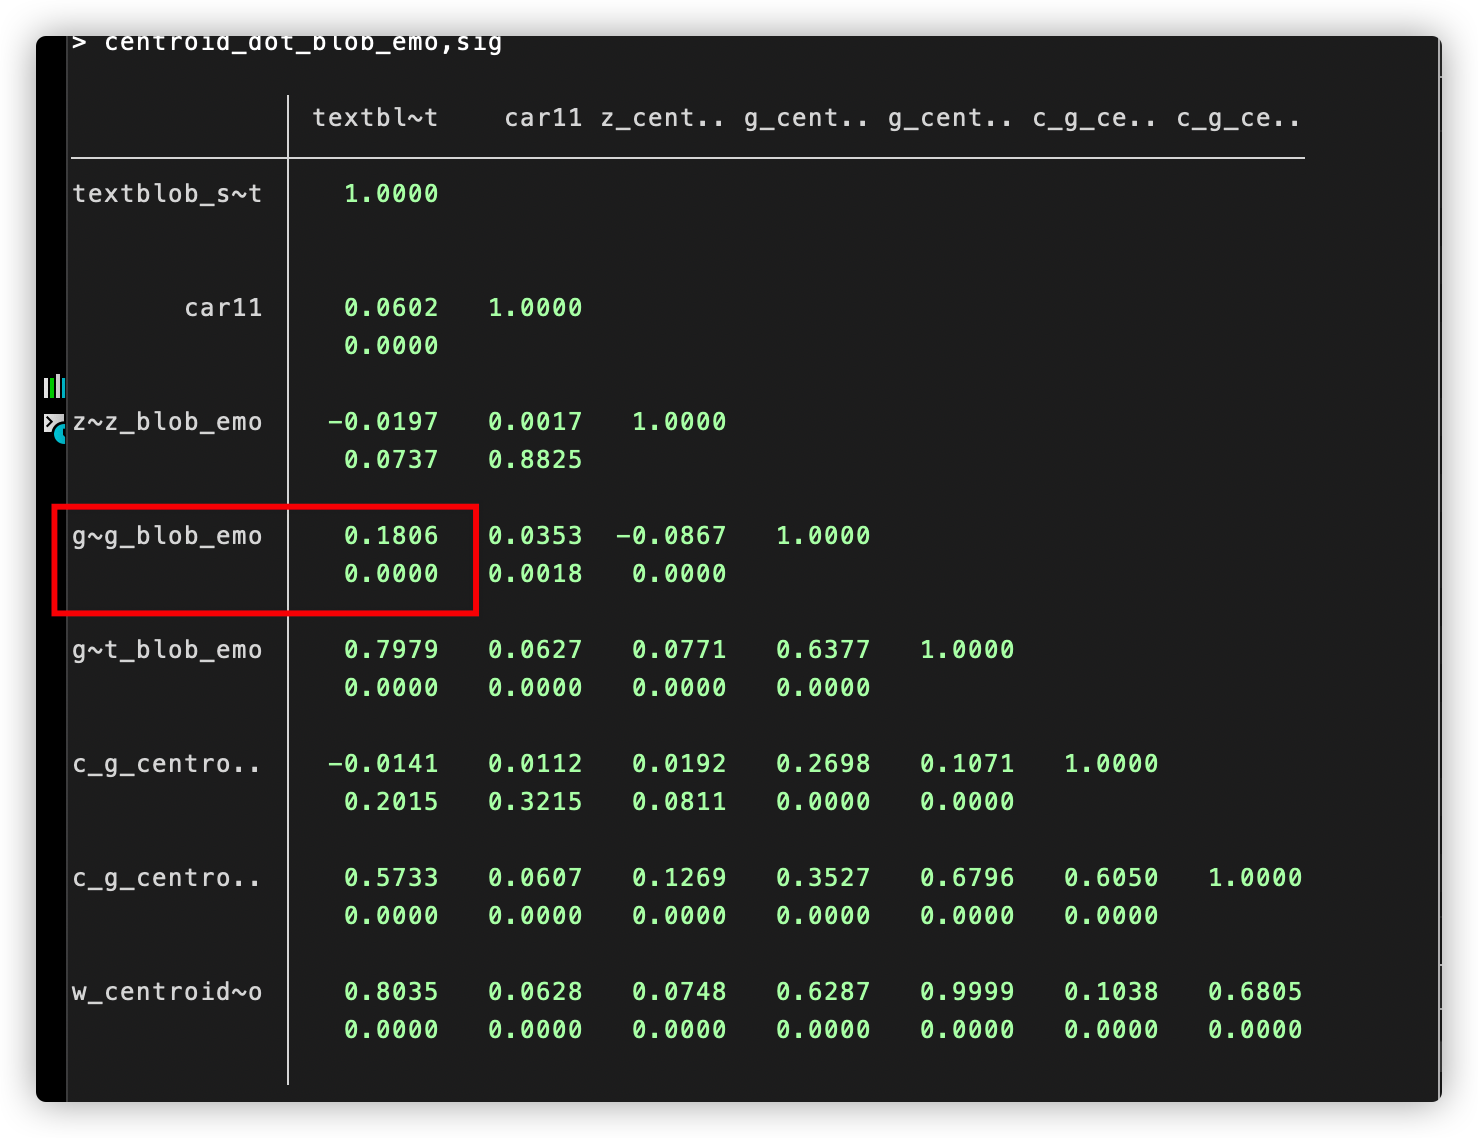 > centroid_dot_blob_emo,sig
textbl~t car11 z_cent.. g_cent.. g_cent.. c_g_ce.. c_g_ce..
textblob_s~t 1.0000
car11 0.0602 1.0000
0.0000
z~z_blob_emo -0.0197 0.0017 1.0000
0.0737 0.8825
g~g_blob_emo 0.1806 0.0353 -0.0867 1.0000
0.0000 0.0018 0.0000
g~t_blob_emo 0.7979 0.0627 0.0771 0.6377 1.0000
0.0000 0.0000 0.0000 0.0000
c_g_centro.. -0.0141 0.0112 0.0192 0.2698 0.1071 1.0000
0.2015 0.3215 0.0811 0.0000 0.0000
c_g_centro.. 0.5733 0.0607 0.1269 0.3527 0.6796 0.6050 1.0000
0.0000 0.0000 0.0000 0.0000 0.0000 0.0000
w_centroid~o 0.8035 0.0628 0.0748 0.6287 0.9999 0.1038 0.6805
0.0000 0.0000 0.0000 0.0000 0.0000 0.0000 0.0000